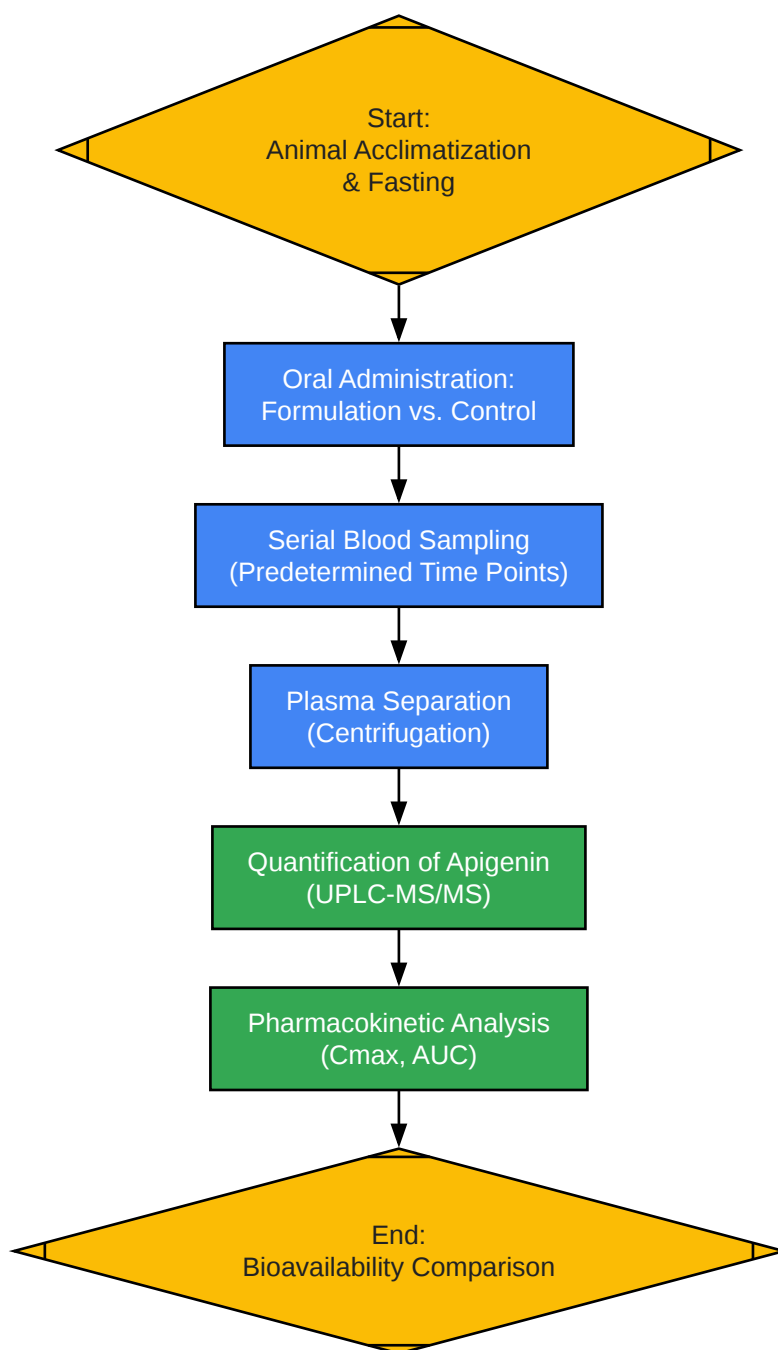 Start:
Animal Acclimatization
& Fasting
Oral Administration:
Formulation vs. Control
Serial Blood Sampling
(Predetermined Time Points)
Plasma Separation
(Centrifugation)
Quantification of Apigenin
(UPLC-MS/MS)
Pharmacokinetic Analysis
(Cmax, AUC)
End:
Bioavailability Comparison